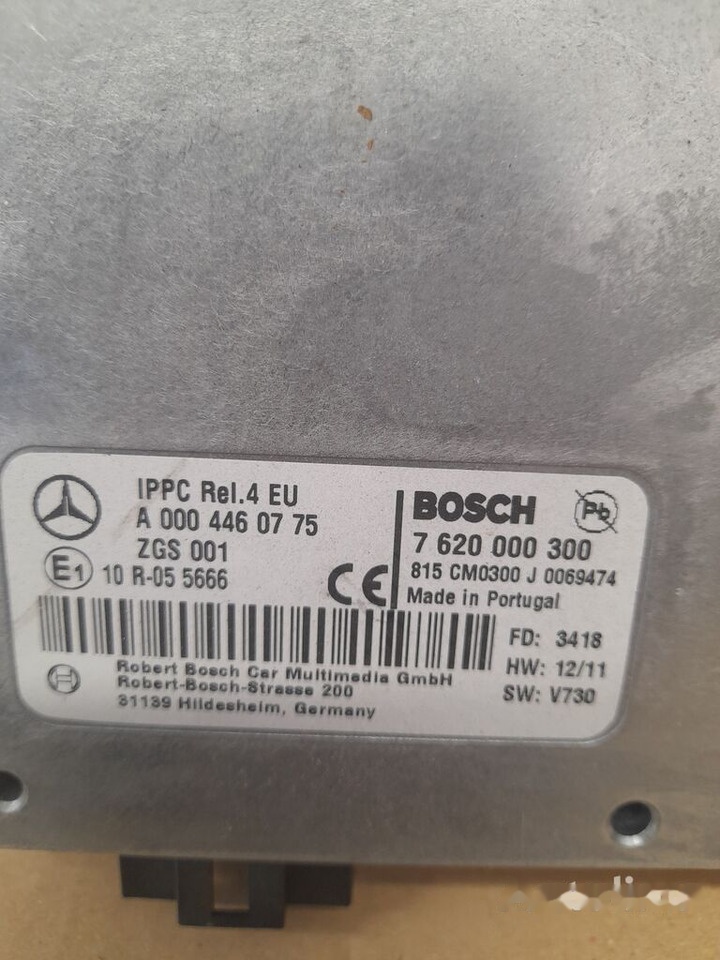 IPPC Rel.4 EU
A 000 446 07 75
ZGS 001
E1 10 R-05 5666
CE
BOSCH
Pb
7 620 000 300
815 CM0300 J 0069474
Made in Portugal
FD: 3418
HW: 12/11
SW: V730
Robert Bosch Car Multimedia GmbH
Robert-Bosch-Strasse 200
31139 Hildesheim, Germany